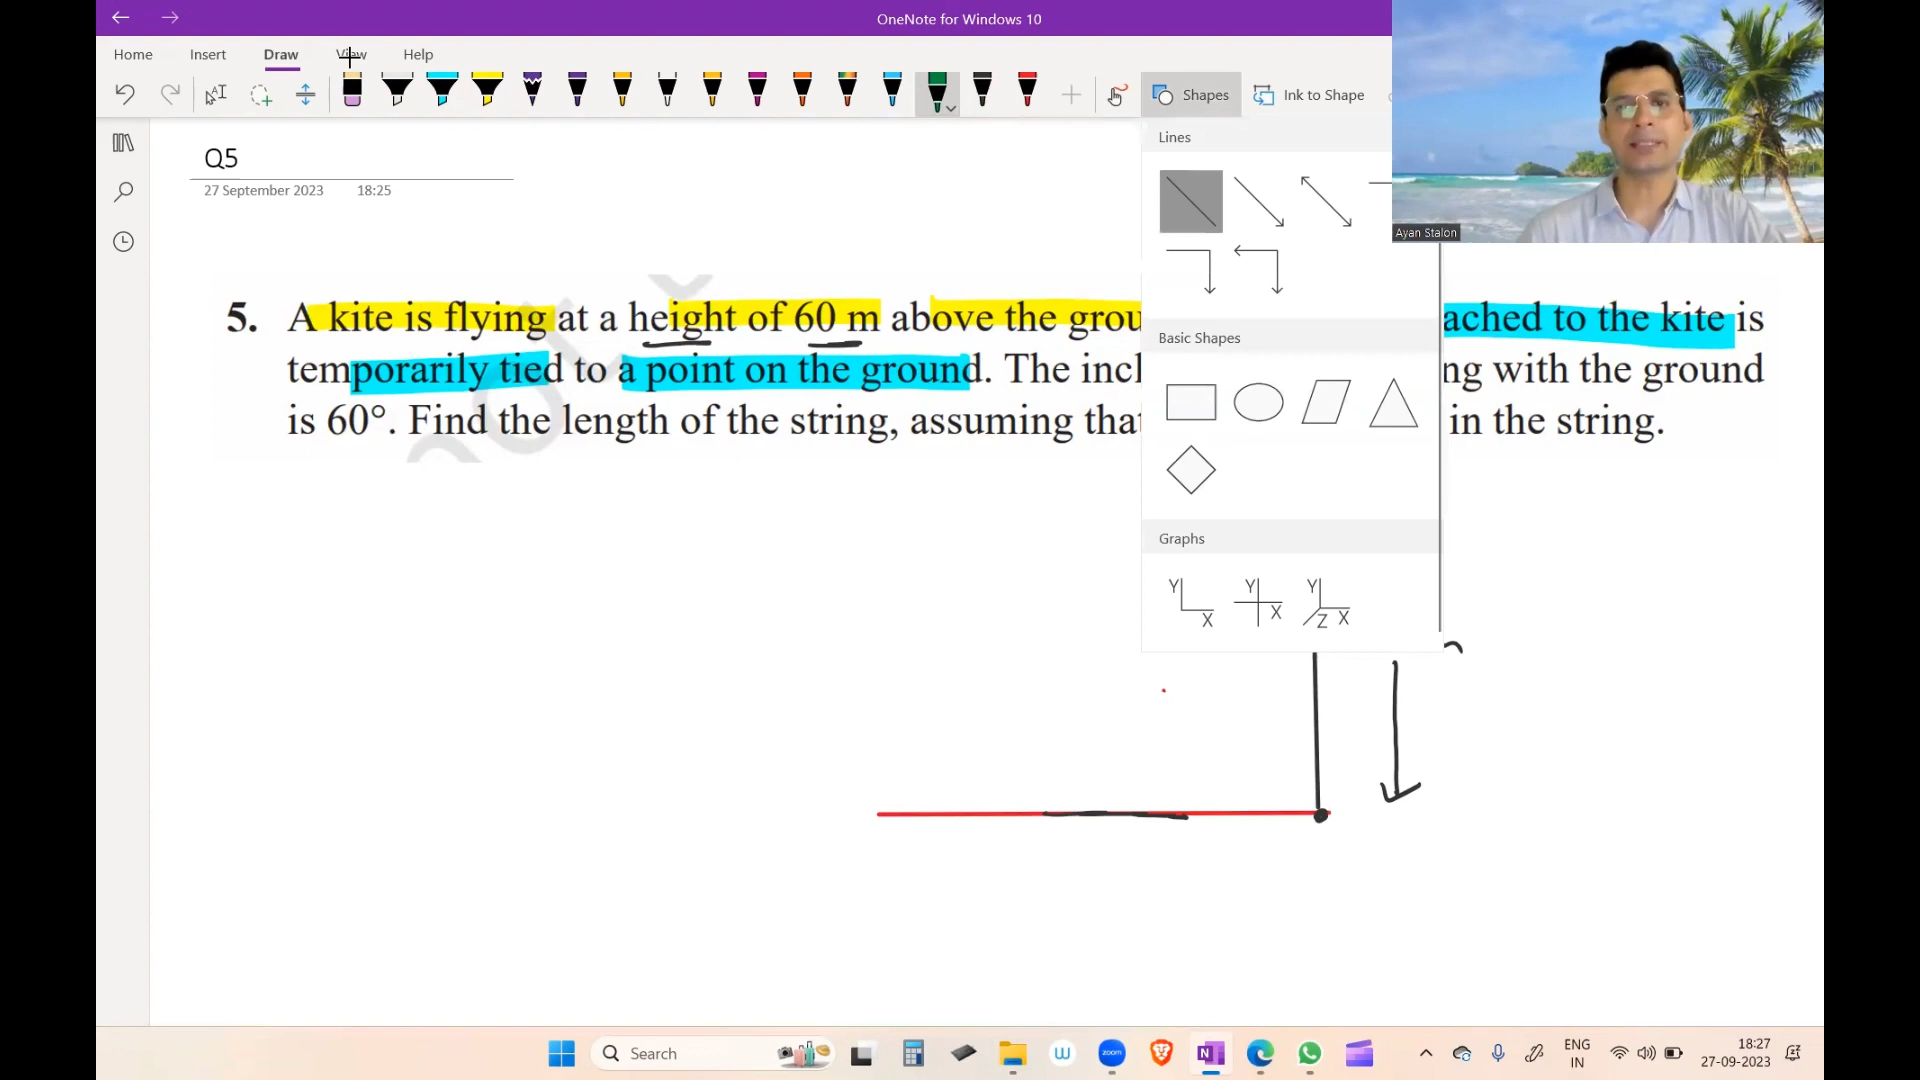 OneNote for Windows 10
Home Insert Draw View Help
Shapes Ink to Shape
Lines
Ayan Stalon
Q5
27 September 2023 18:25
5. A kite is flying at a height of 60 m above the grou ached to the kite is
temporarily tied to a point on the ground. The incl ng with the ground
is 60°. Find the length of the string, assuming that in the string.
Basic Shapes
Graphs
Y X Y X Y Z X
Search
zoom
ENG
IN
18:27
27-09-2023